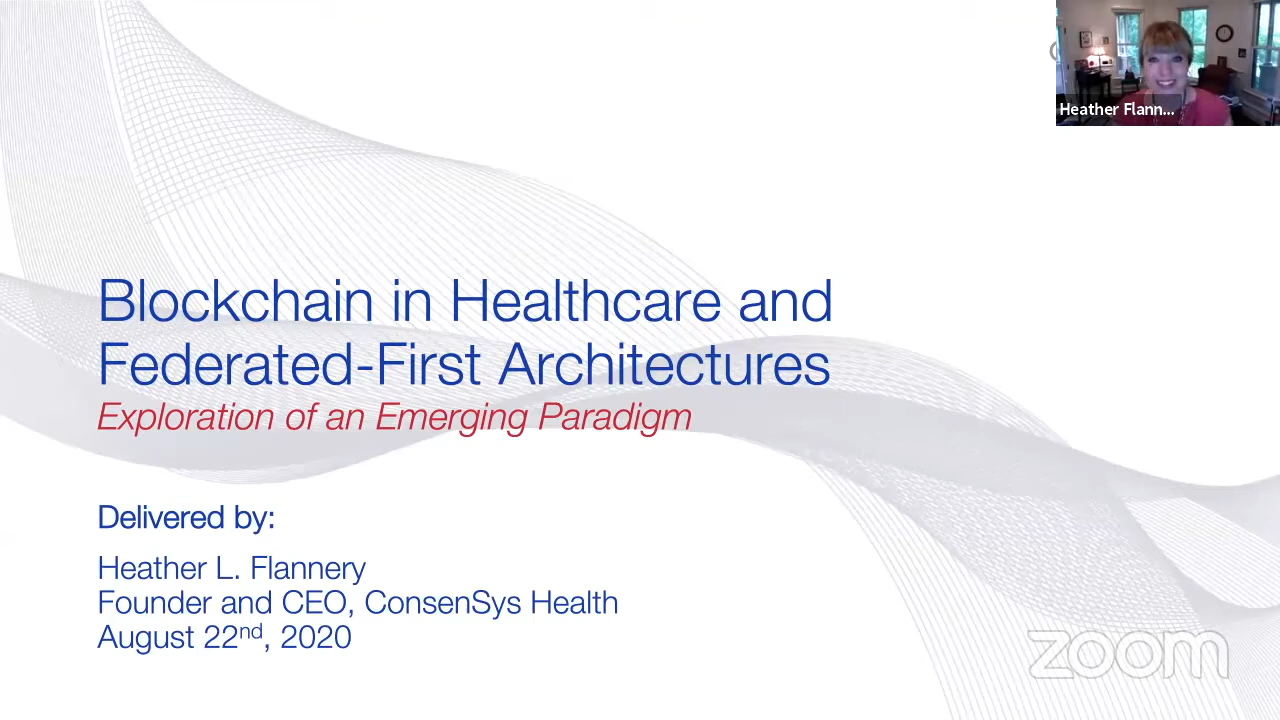 Heather Flann...
Blockchain in Healthcare and
Federated-First Architectures
Exploration of an Emerging Paradigm
Delivered by:
Heather L. Flannery
Founder and CEO, ConsenSys Health
August 22nd, 2020
zoom